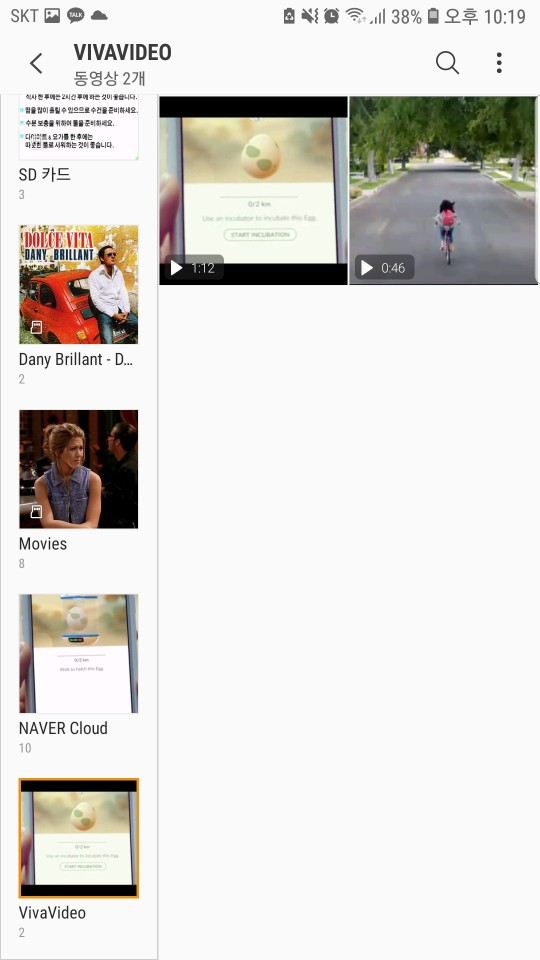 SKT TALK 38% 오후 10:19
VIVAVIDEO
동영상 2개
식사 한 후에는 2시간 후에 하는 것이 좋습니다.
땀을 많이 흘릴 수 있으므로 수건을 준비하세요.
수분 보충을 위하여 물을 준비하세요.
다이어트 & 요가를 한 후에는
따뜻한 물로 샤워하는 것이 좋습니다.
SD 카드
3
DOLCE VITA
DANY BRILLANT
Dany Brillant - D...
2
Movies
8
0/2 km
Walk to hatch this Egg.
NAVER Cloud
10
0/2 km
Use an incubator to incubate this Egg.
START INCUBATION
VivaVideo
2
0/2 km
Use an incubator to incubate this Egg.
START INCUBATION
1:12
0:46